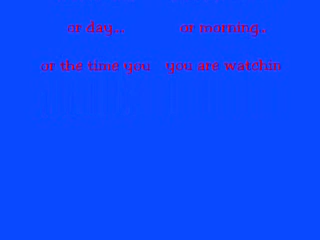 or day,.. or morning,.
or the time you you are watchin